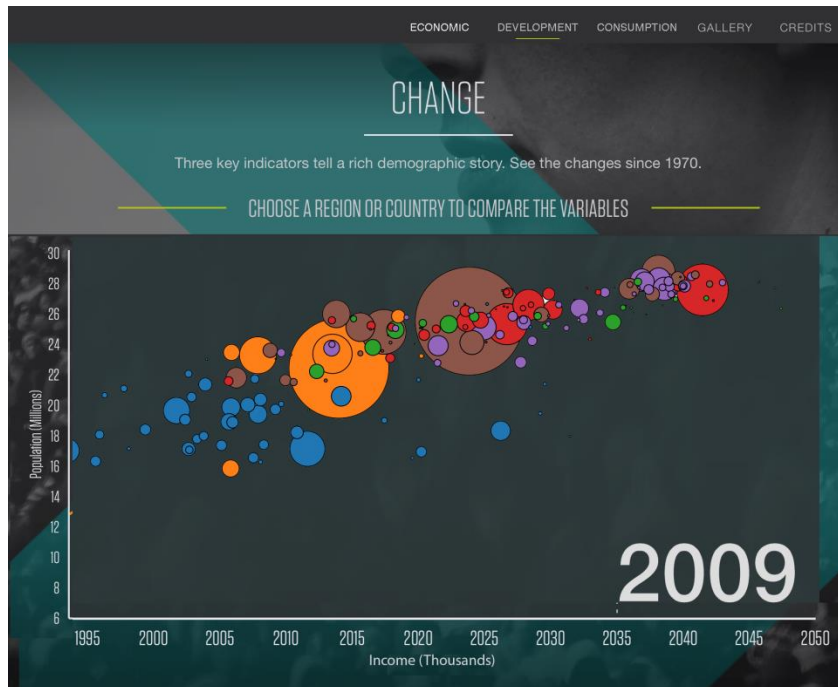 ECONOMIC DEVELOPMENT CONSUMPTION GALLERY CREDITS
CHANGE
Three key indicators tell a rich demographic story. See the changes since 1970.
CHOOSE A REGION OR COUNTRY TO COMPARE THE VARIABLES
30
28
26
24
22
20
18
16
14
12
10
8
6
Population (Millions)
2009
1995 2000 2005 2010 2015 2020 2025 2030 2035 2040 2045 2050
Income (Thousands)